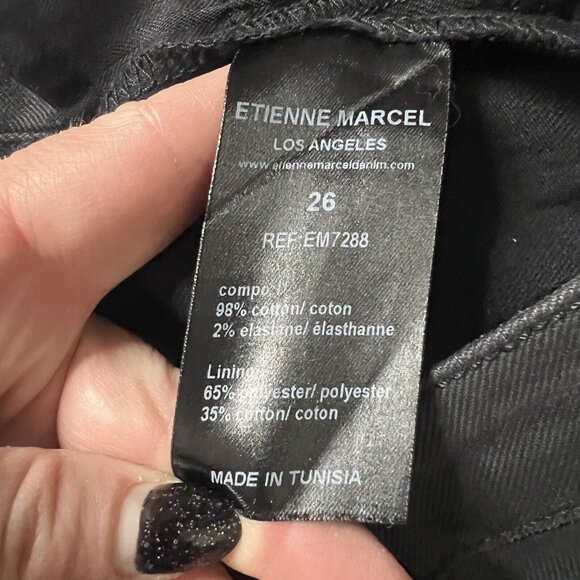 ETIENNE MARCEL
LOS ANGELES
www.etiennemarceldenim.com
26
REF:EM7288
compo
98% cotton/ coton
2% elastane/ élasthanne
Lining
65% polyester/ polyester
35% cotton/ coton
MADE IN TUNISIA